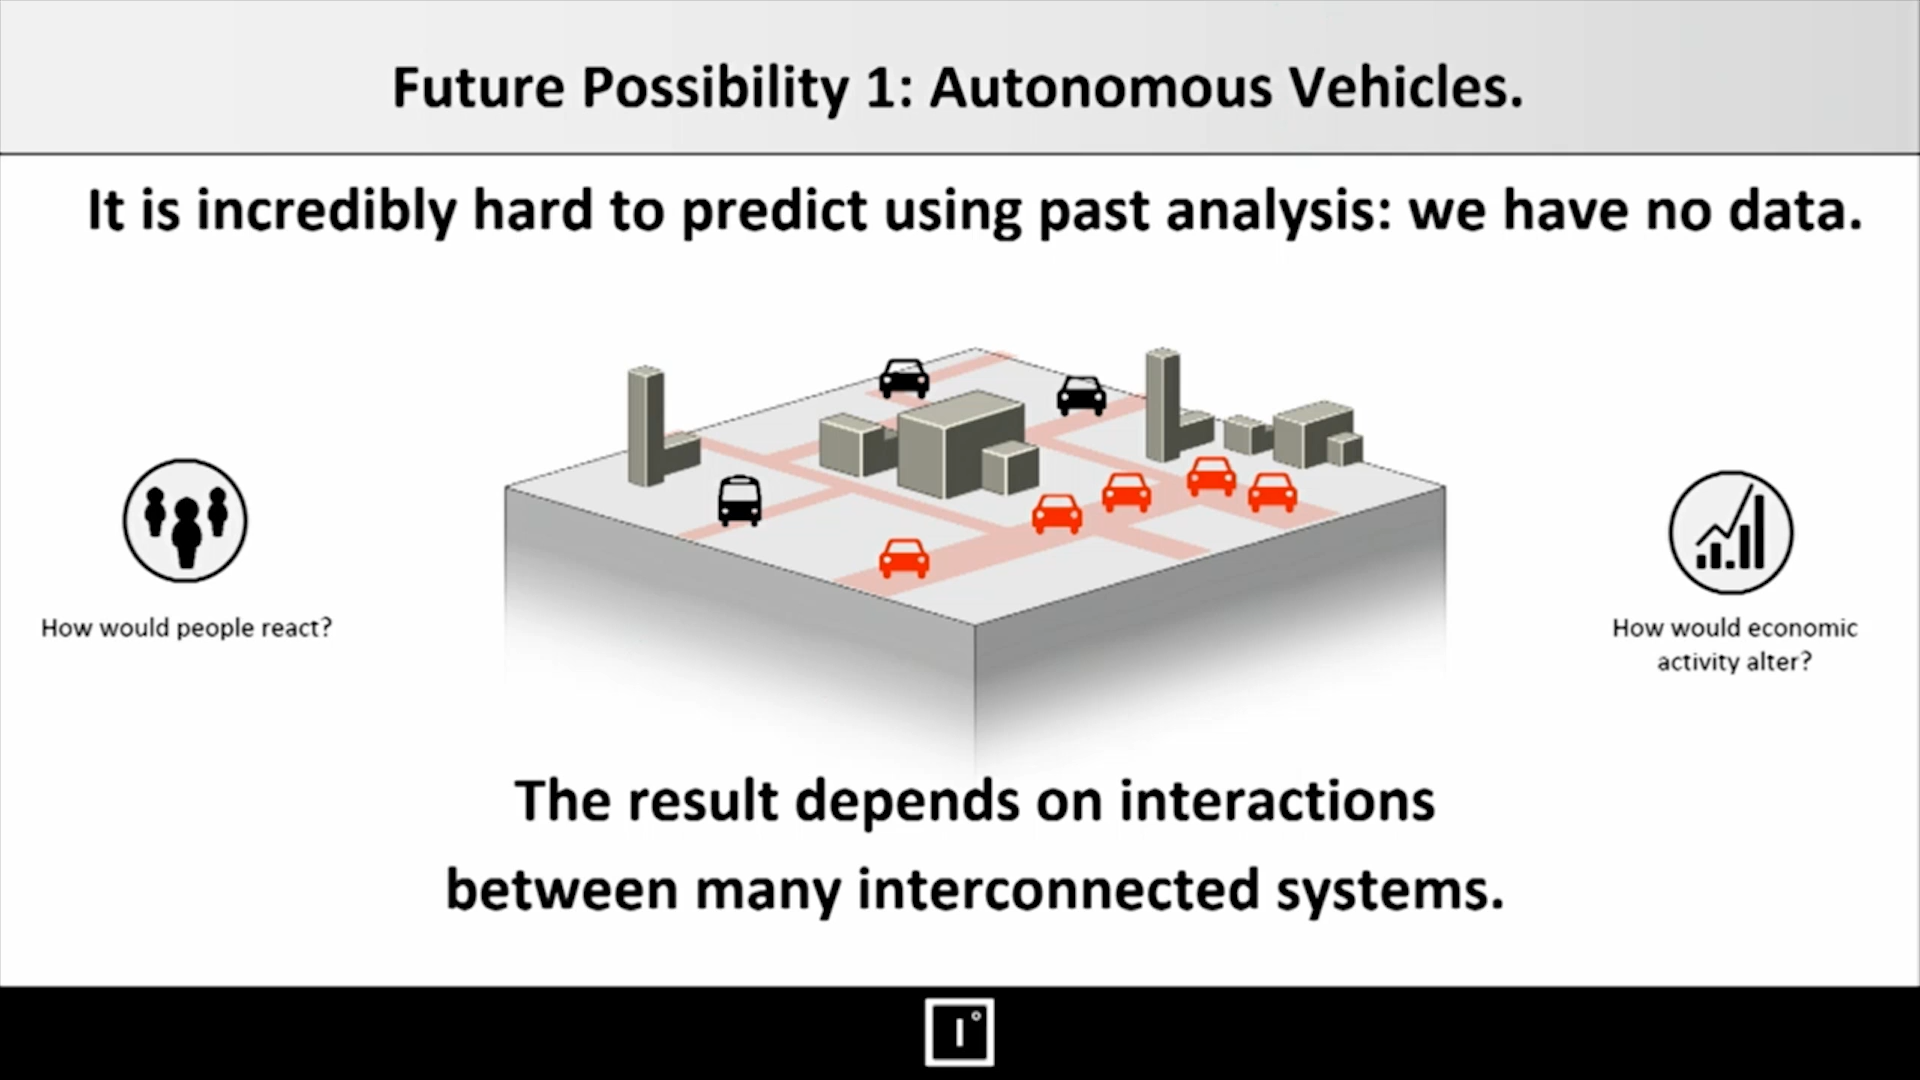 Future Possibility 1: Autonomous Vehicles.
It is incredibly hard to predict using past analysis: we have no data.
How would people react?
How would economic
activity alter?
The result depends on interactions
between many interconnected systems.
I°